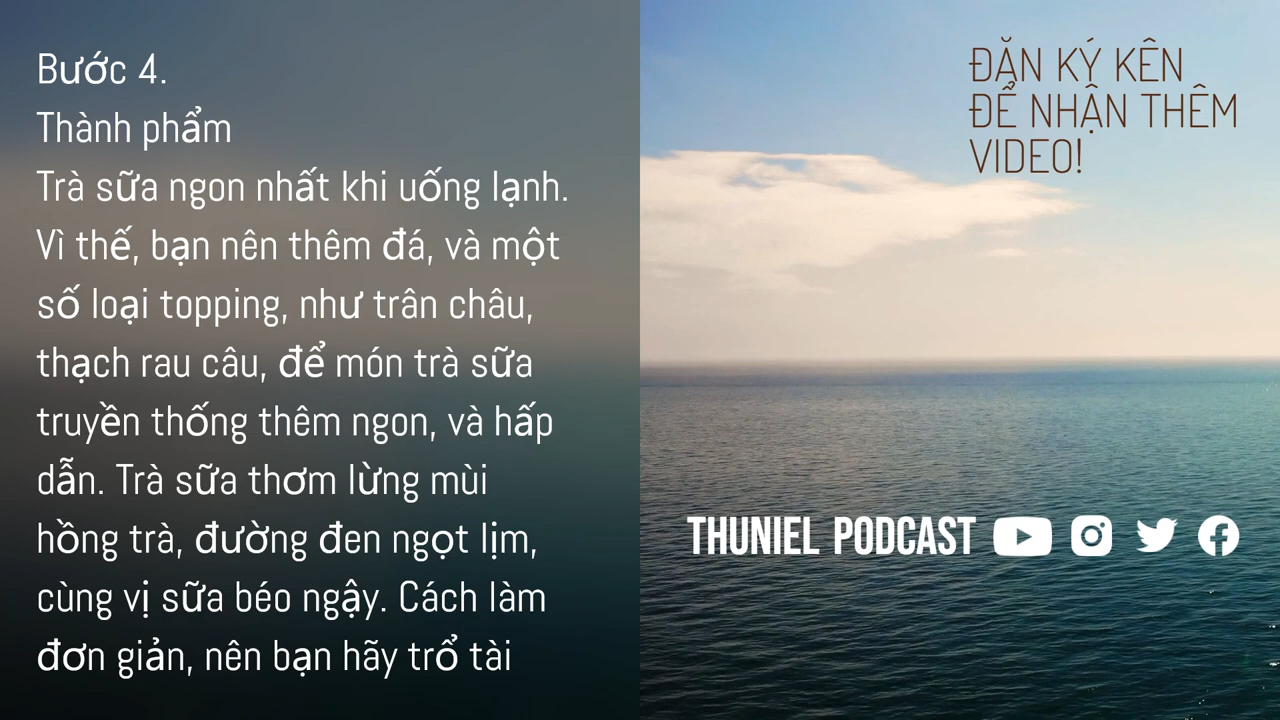 Bước 4.
Thành phẩm
Trà sữa ngon nhất khi uống lạnh.
Vì thế, bạn nên thêm đá, và một
số loại topping, như trân châu,
thạch rau câu, để món trà sữa
truyền thống thêm ngon, và hấp
dẫn. Trà sữa thơm lừng mùi
hồng trà, đường đen ngọt lịm,
cùng vị sữa béo ngậy. Cách làm
đơn giản, nên bạn hãy trổ tài
ĐĂN KÝ KÊN
ĐỂ NHẬN THÊM
VIDEO!
THUNIEL PODCAST